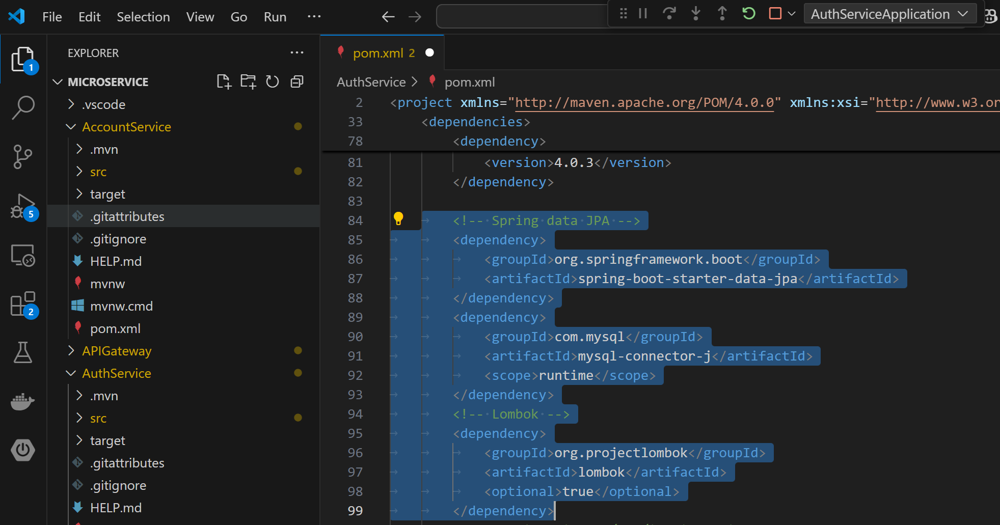 File Edit Selection View Go Run ···
AuthServiceApplication
EXPLORER
1
MICROSERVICE
.vscode
AccountService
.mvn
src
target
5
.gitattributes
.gitignore
HELP.md
mvnw
mvnw.cmd
2
pom.xml
APIGateway
AuthService
.mvn
src
target
.gitattributes
.gitignore
HELP.md
pom.xml 2
AuthService > pom.xml
2 <project xmlns="http://maven.apache.org/POM/4.0.0" xmlns:xsi="http://www.w3.or
33 <dependencies>
78 <dependency>
81 <version>4.0.3</version>
82 </dependency>
83
84 <!-- Spring data JPA -->
85 <dependency>
86 <groupId>org.springframework.boot</groupId>
87 <artifactId>spring-boot-starter-data-jpa</artifactId>
88 </dependency>
89 <dependency>
90 <groupId>com.mysql</groupId>
91 <artifactId>mysql-connector-j</artifactId>
92 <scope>runtime</scope>
93 </dependency>
94 <!-- Lombok -->
95 <dependency>
96 <groupId>org.projectlombok</groupId>
97 <artifactId>lombok</artifactId>
98 <optional>true</optional>
99 </dependency>